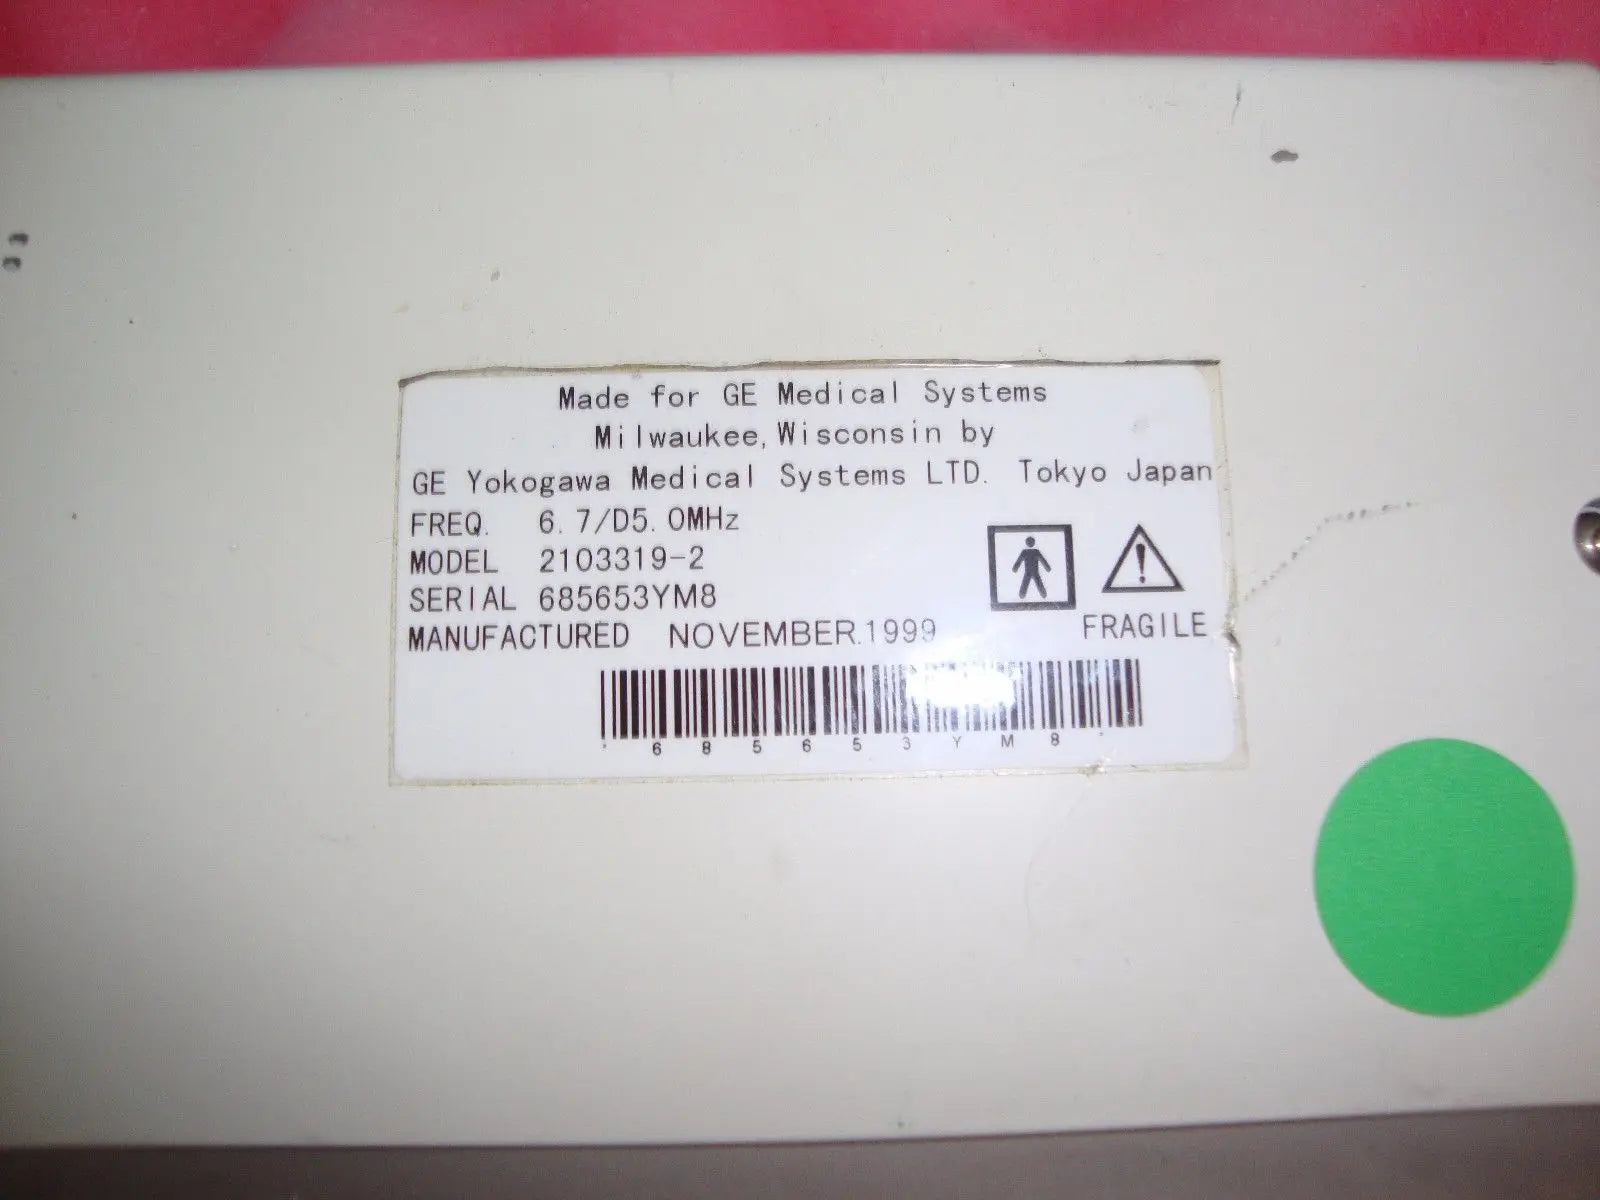 Made for GE Medical Systems
Milwaukee, Wisconsin by
GE Yokogawa Medical Systems LTD. Tokyo Japan
FREQ. 6.7/D5.0MHz
MODEL 2103319-2
SERIAL 685653YM8
MANUFACTURED NOVEMBER.1999
FRAGILE
*685653YM8*